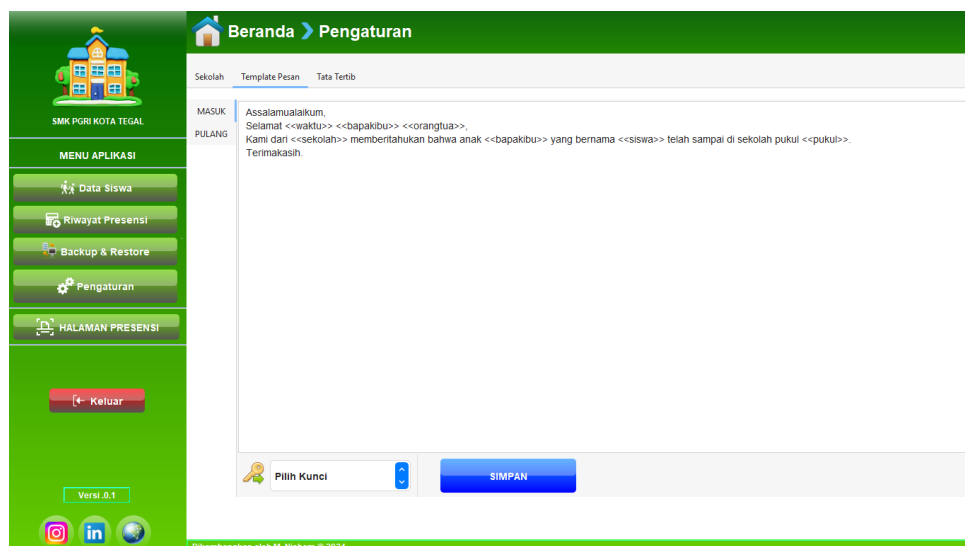 Beranda
Pengaturan
SMK PGRI KOTA TEGAL
MENU APLIKASI
Data Siswa
Riwayat Presensi
Backup & Restore
Pengaturan
HALAMAN PRESENSI
Keluar
Versi .0.1
in
Sekolah Template Pesan Tata Tertib
MASUK
PULANG
Assalamualaikum,
Selamat <<waktu>> <<bapakibu>> <<orangtua>>,
Kami dari <<sekolah>> memberitahukan bahwa anak <<bapakibu>> yang bernama <<siswa>> telah sampai di sekolah pukul <<pukul>>.
Terimakasih.
Pilih Kunci
SIMPAN